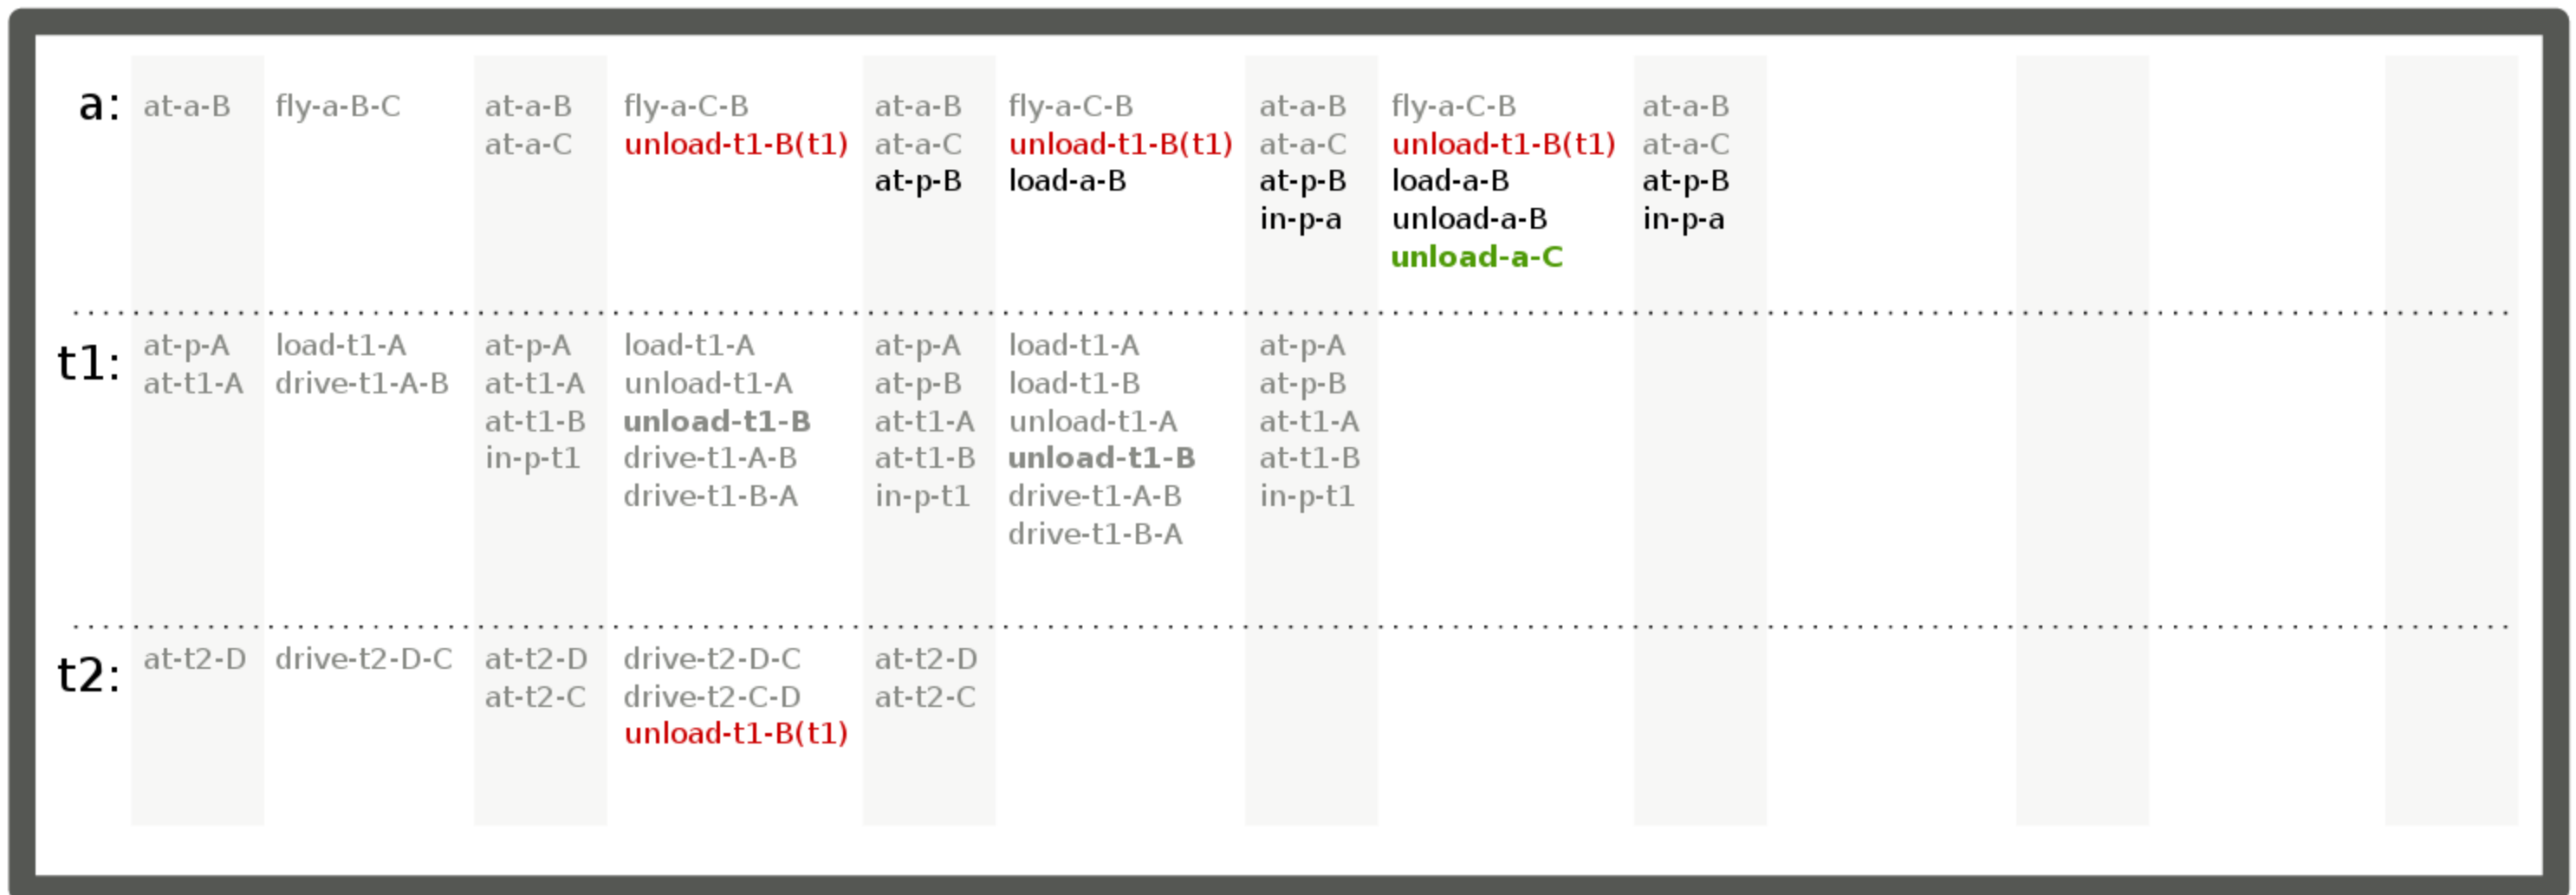 a: at-a-B fly-a-B-C at-a-B fly-a-C-B at-a-B fly-a-C-B at-a-B fly-a-C-B at-a-B
at-a-C unload-t1-B(t1) at-a-C unload-t1-B(t1) at-a-C unload-t1-B(t1) at-a-C
at-p-B load-a-B at-p-B load-a-B at-p-B
in-p-a unload-a-B in-p-a
unload-a-C
t1: at-p-A load-t1-A at-p-A load-t1-A at-p-A load-t1-A at-p-A
at-t1-A drive-t1-A-B at-t1-A unload-t1-A at-p-B load-t1-B at-p-B
at-t1-B unload-t1-B at-t1-A unload-t1-A at-t1-A
in-p-t1 drive-t1-A-B at-t1-B unload-t1-B at-t1-B
drive-t1-B-A in-p-t1 drive-t1-A-B in-p-t1
drive-t1-B-A
t2: at-t2-D drive-t2-D-C at-t2-D drive-t2-D-C at-t2-D
at-t2-C drive-t2-C-D at-t2-C
unload-t1-B(t1)